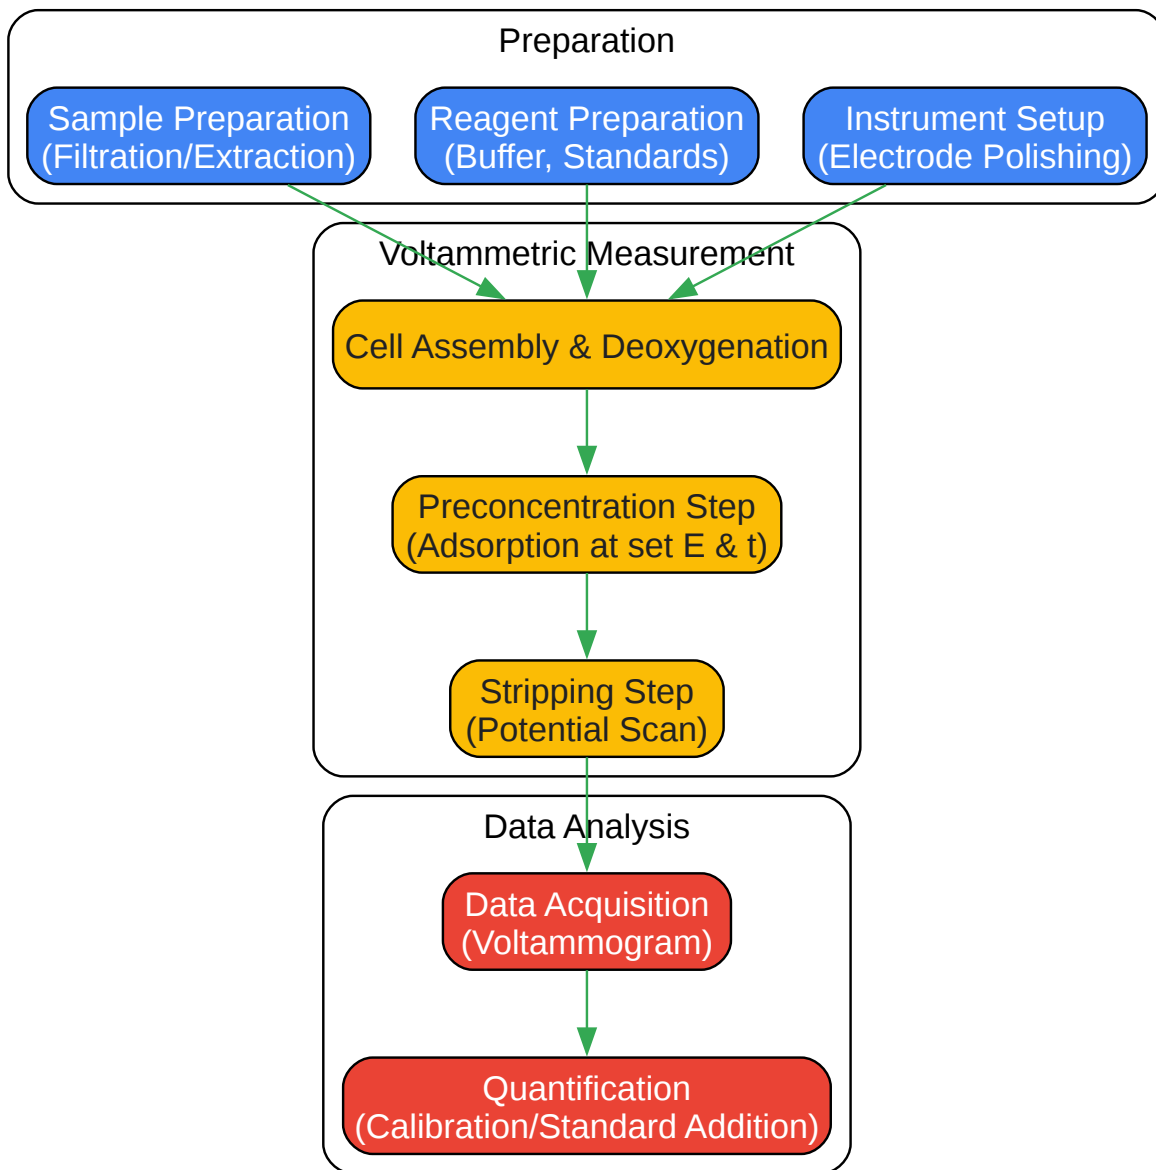 Preparation
Sample Preparation
(Filtration/Extraction)
Reagent Preparation
(Buffer, Standards)
Instrument Setup
(Electrode Polishing)
Voltammetric Measurement
Cell Assembly & Deoxygenation
Preconcentration Step
(Adsorption at set E & t)
Stripping Step
(Potential Scan)
Data Analysis
Data Acquisition
(Voltammogram)
Quantification
(Calibration/Standard Addition)